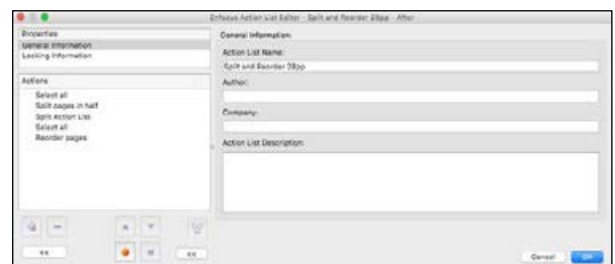 Enfocus Action List Editor - Split and Reorder 28pp - After
Properties
General Information
Locking Information
Actions
Select all
Split pages in half
Split Action List
Select all
Reorder pages
General Information:
Action List Name:
Split and Reorder 28pp
Author:
Company:
Action List Description:
<<
<<
Cancel
OK